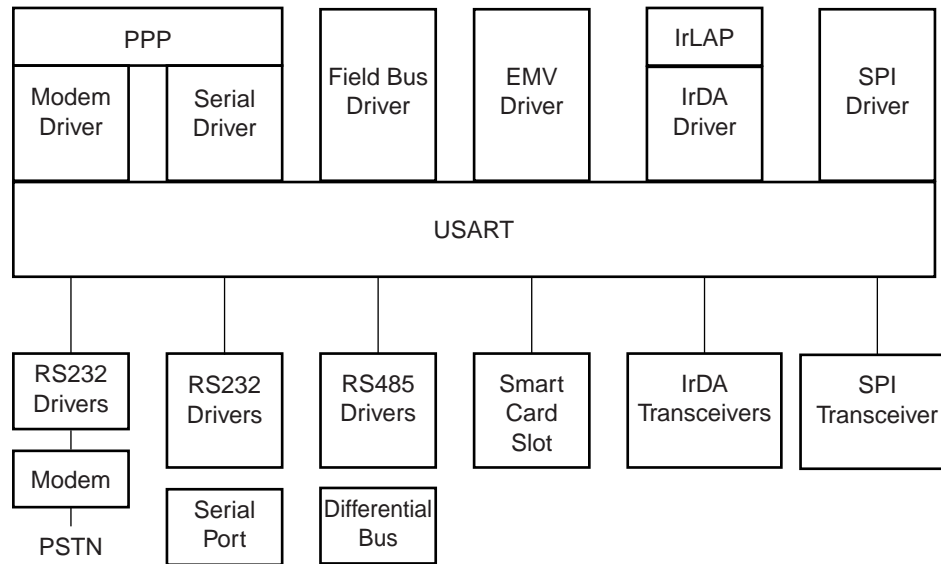 PPP
Modem
Driver
Serial
Driver
Field Bus
Driver
EMV
Driver
IrLAP
IrDA
Driver
SPI
Driver
USART
RS232
Drivers
RS232
Drivers
RS485
Drivers
Smart
Card
Slot
IrDA
Transceivers
SPI
Transceiver
Modem
PSTN
Serial
Port
Differential
Bus